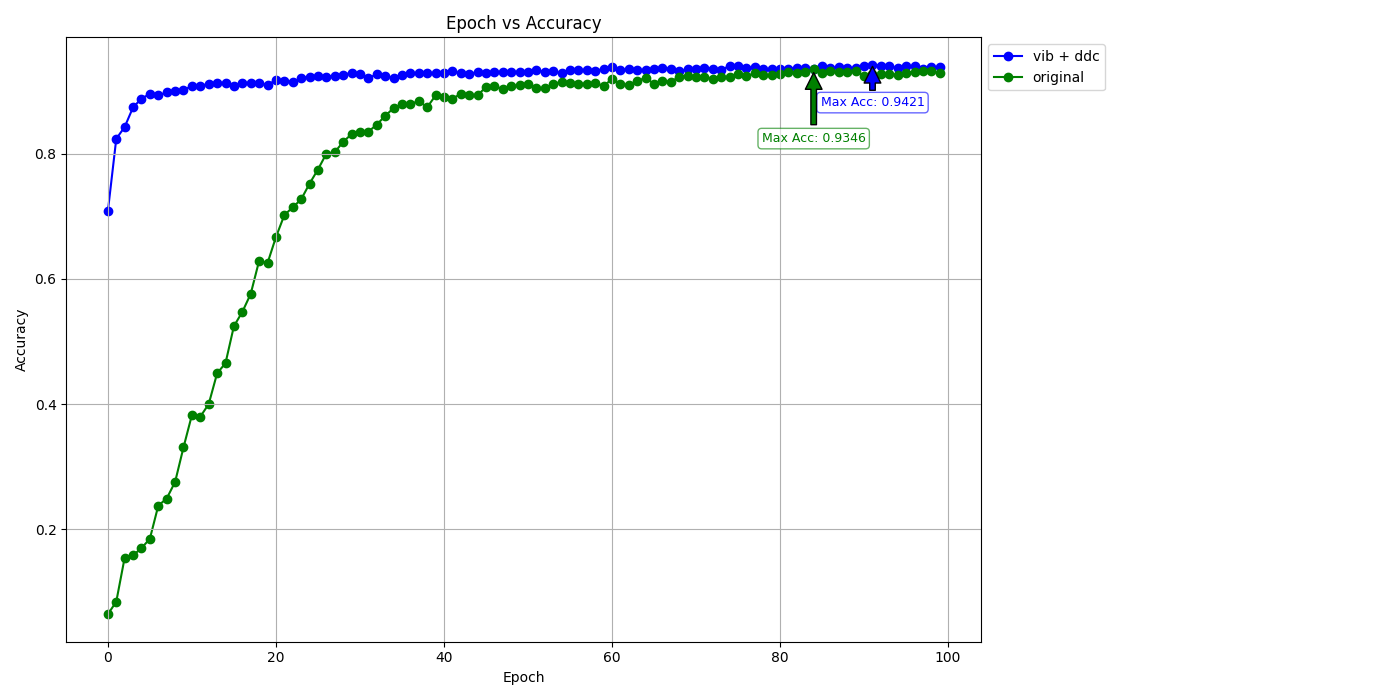 Epoch vs Accuracy
vib + ddc
original
Max Acc: 0.9421
Max Acc: 0.9346
Accuracy
0.8
0.6
0.4
0.2
0
20
40
60
80
100
Epoch